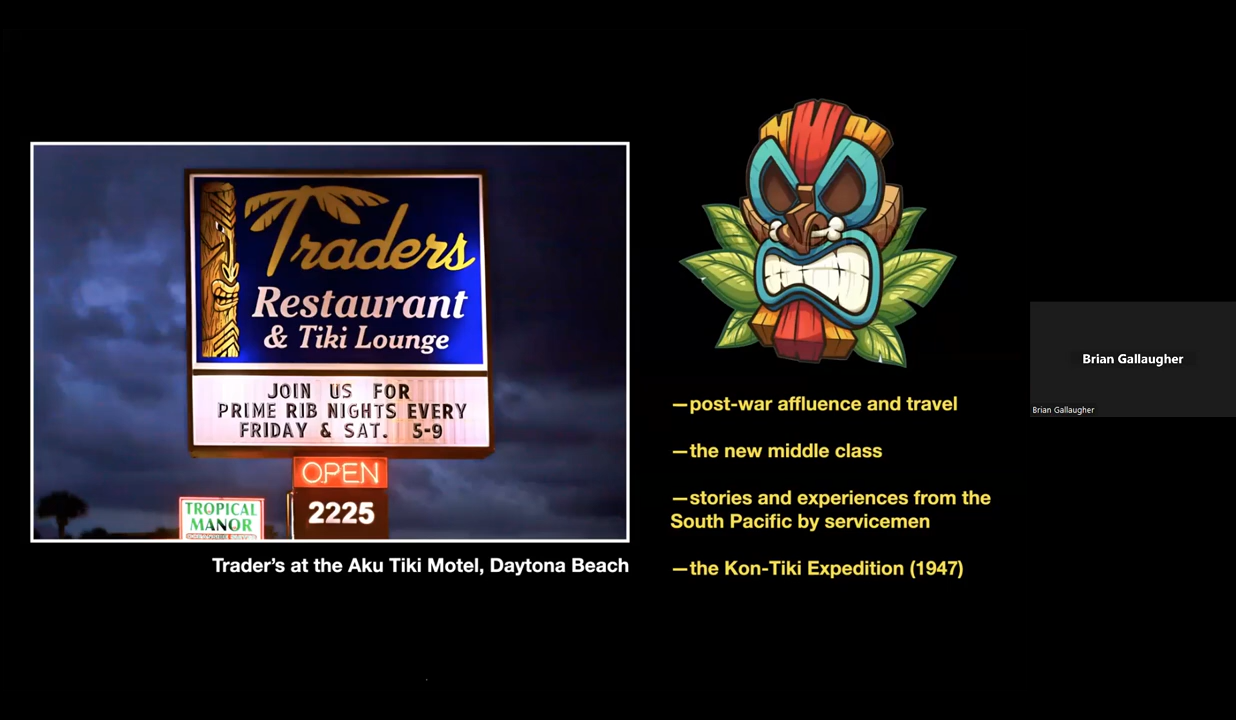 Traders
Restaurant
& Tiki Lounge
JOIN US FOR
PRIME RIB NIGHTS EVERY
FRIDAY & SAT. 5-9
OPEN
2225
TROPICAL
MANOR
Trader's at the Aku Tiki Motel, Daytona Beach
—post-war affluence and travel
—the new middle class
—stories and experiences from the
South Pacific by servicemen
—the Kon-Tiki Expedition (1947)
Brian Gallaugher
Brian Gallaugher